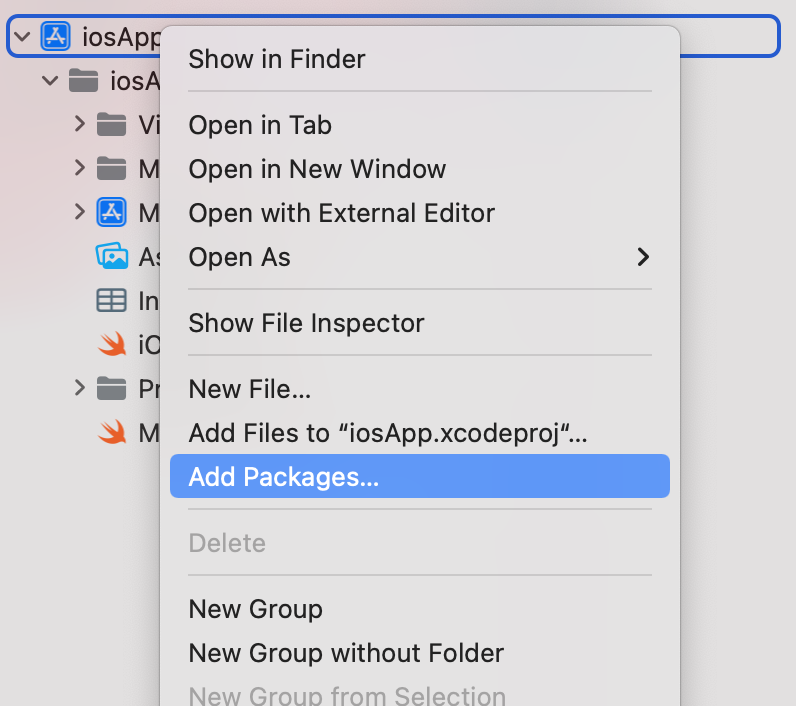 iosApp
Show in Finder
iosA
Open in Tab
Vi
Open in New Window
M
Open with External Editor
M
Open As
As
In
Show File Inspector
iO
New File...
Pr
Add Files to “iosApp.xcodeproj“...
M
Add Packages...
Delete
New Group
New Group without Folder
New Group from Selection